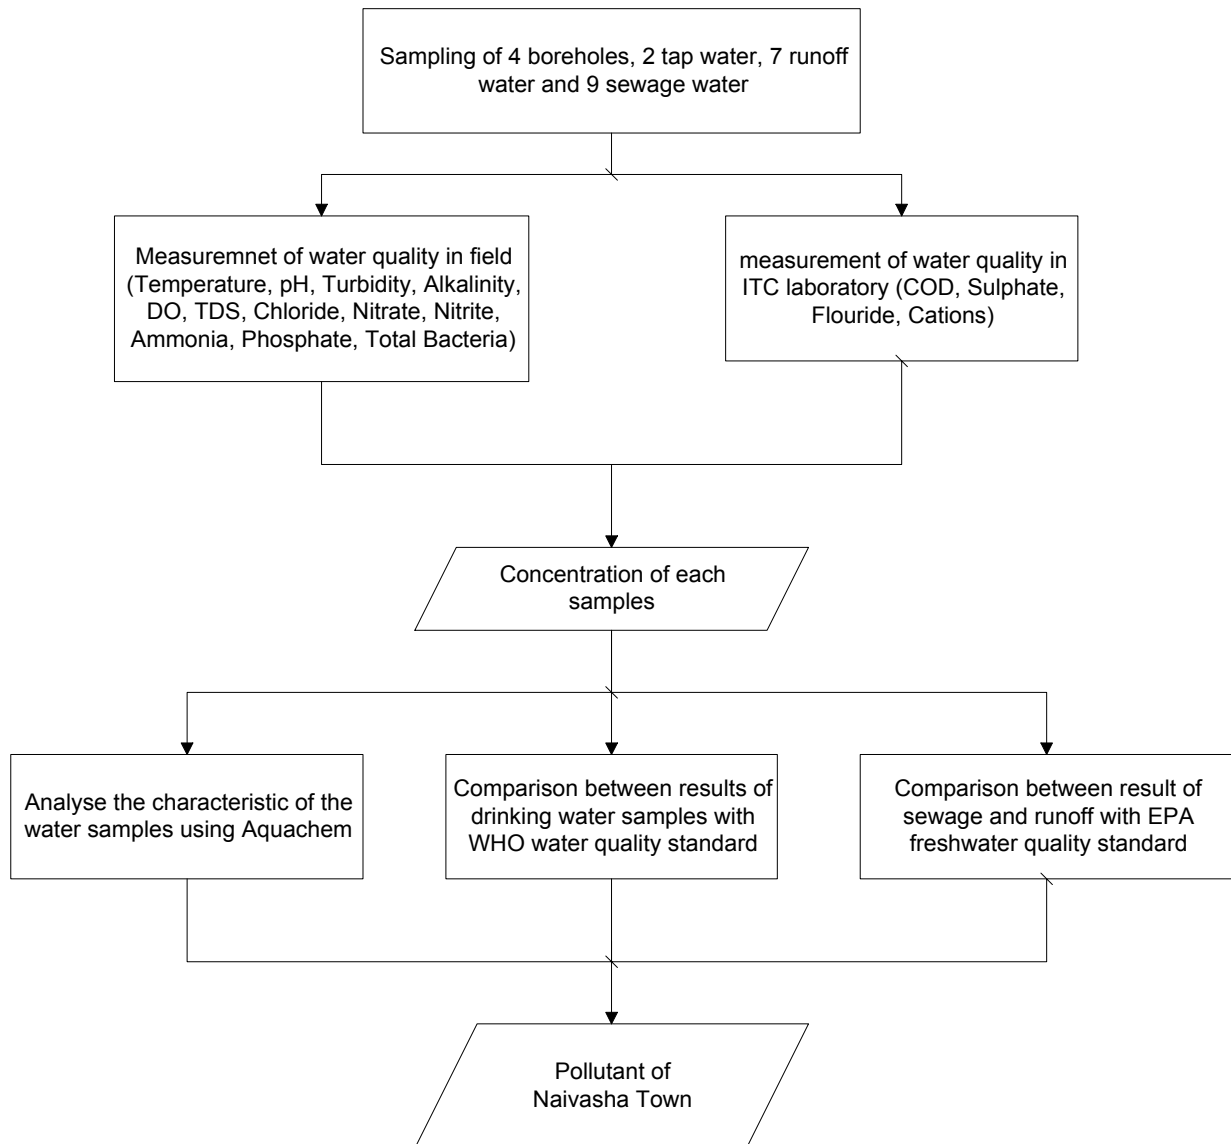 Sampling of 4 boreholes, 2 tap water, 7 runoff
water and 9 sewage water
Measuremnet of water quality in field
(Temperature, pH, Turbidity, Alkalinity,
DO, TDS, Chloride, Nitrate, Nitrite,
Ammonia, Phosphate, Total Bacteria)
measurement of water quality in
ITC laboratory (COD, Sulphate,
Flouride, Cations)
Concentration of each
samples
Analyse the characteristic of the
water samples using Aquachem
Comparison between results of
drinking water samples with
WHO water quality standard
Comparison between result of
sewage and runoff with EPA
freshwater quality standard
Pollutant of
Naivasha Town